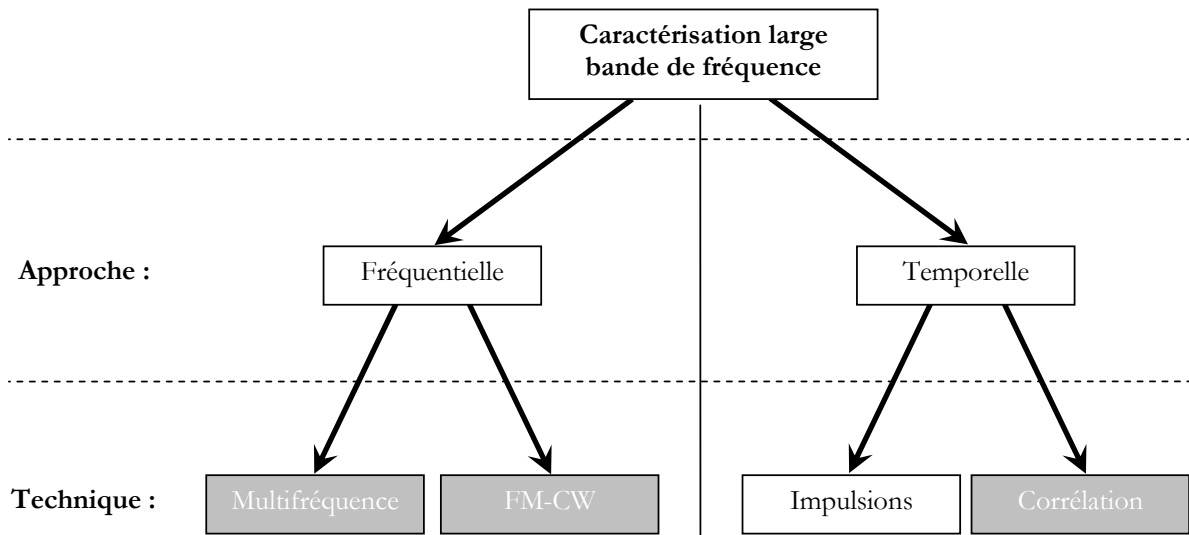 Caractérisation large
bande de fréquence
Approche :
Fréquentielle
Temporelle
Technique :
Multifréquence
FM-CW
Impulsions
Corrélation